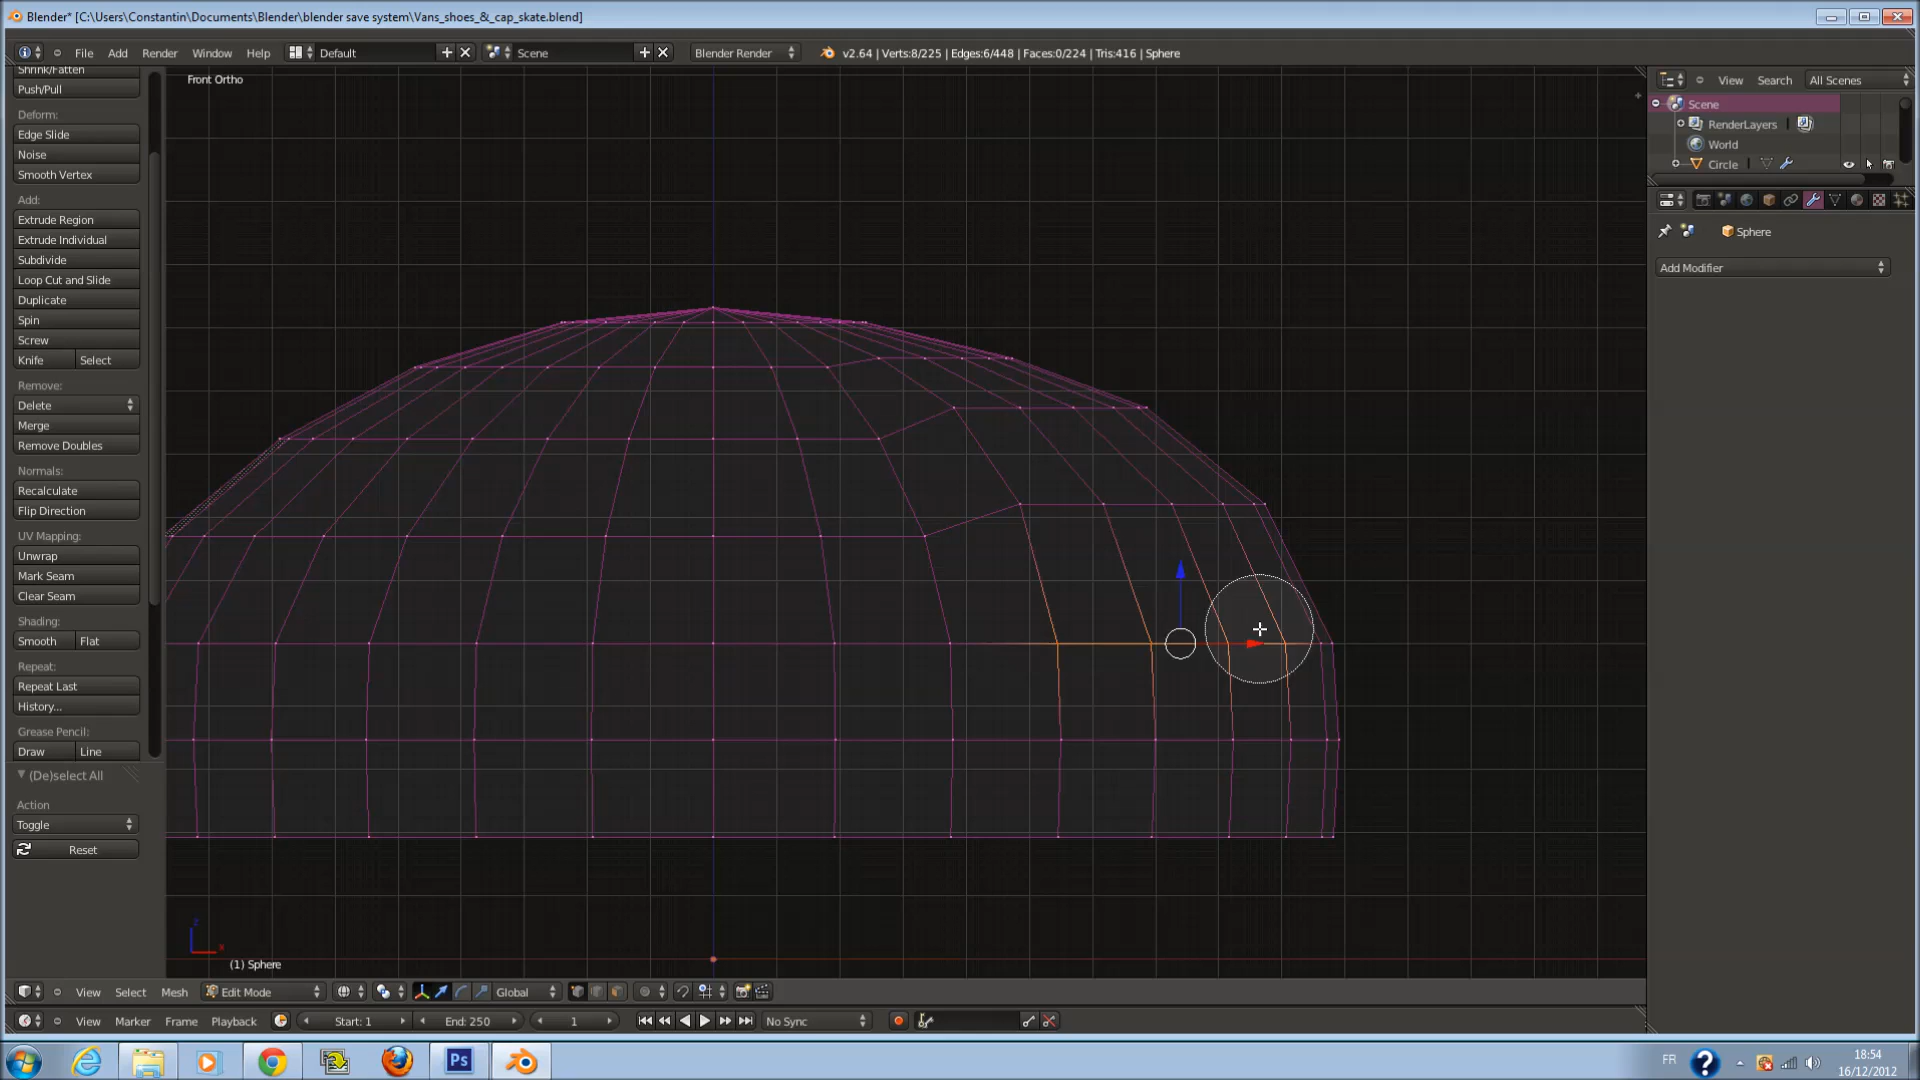 Blender* [C:\Users\Constantin\Documents\Blender\blender save system\Vans_shoes_&_cap_skate.blend]
File Add Render Window Help Default Scene Blender Render v2.64 | Verts:8/225 | Edges:6/448 | Faces:0/224 | Tris:416 | Sphere
Shrink/Fatten
Push/Pull
Deform:
Edge Slide
Noise
Smooth Vertex
Add:
Extrude Region
Extrude Individual
Subdivide
Loop Cut and Slide
Duplicate
Spin
Screw
Knife Select
Remove:
Delete
Merge
Remove Doubles
Normals:
Recalculate
Flip Direction
UV Mapping:
Unwrap
Mark Seam
Clear Seam
Shading:
Smooth Flat
Repeat:
Repeat Last
History...
Grease Pencil:
Draw Line
(De)select All
Action
Toggle
Reset
Front Ortho
z
x
(1) Sphere
View Search All Scenes
Scene
RenderLayers |
World
Circle |
Sphere
Add Modifier
View Select Mesh Edit Mode Global
View Marker Frame Playback Start: 1 End: 250 1 No Sync
Ps
FR
?
18:54
16/12/2012